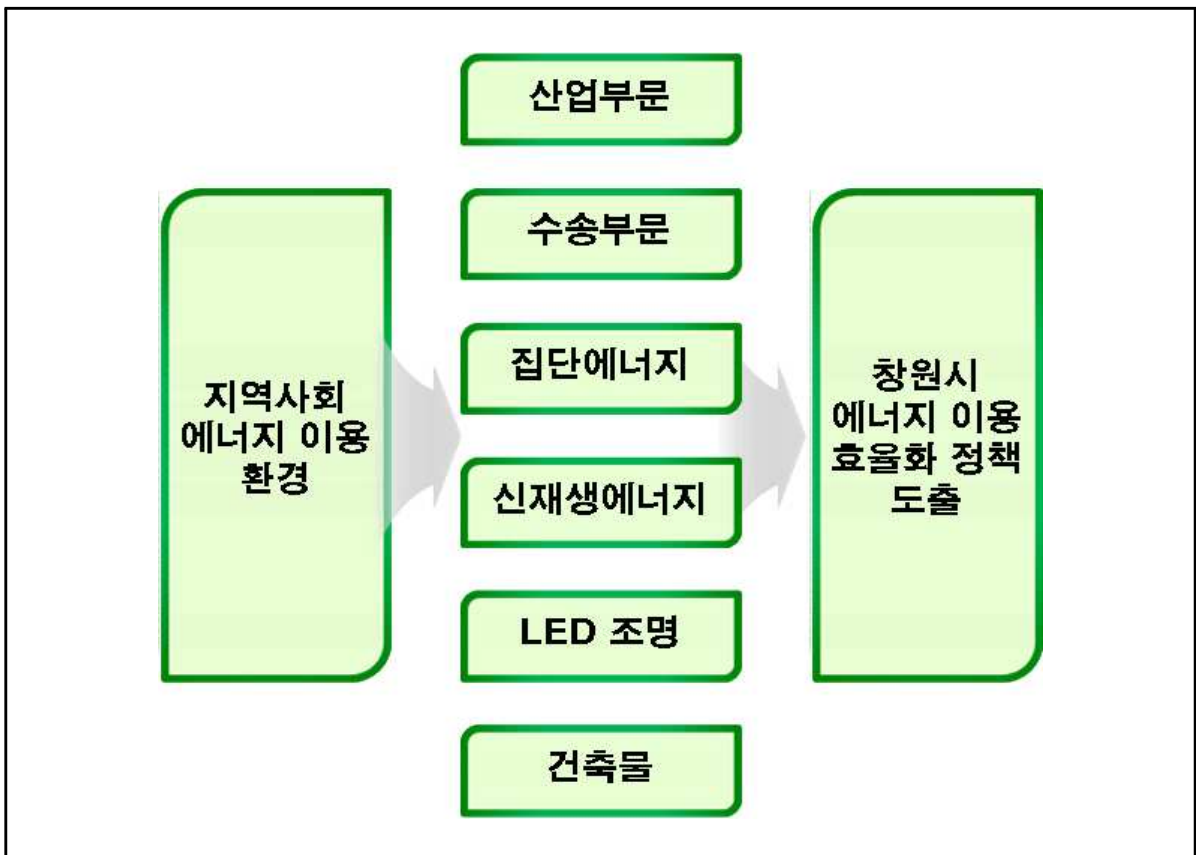 지역사회
에너지 이용
환경
산업부문
수송부문
집단에너지
신재생에너지
LED 조명
건축물
창원시
에너지 이용
효율화 정책
도출